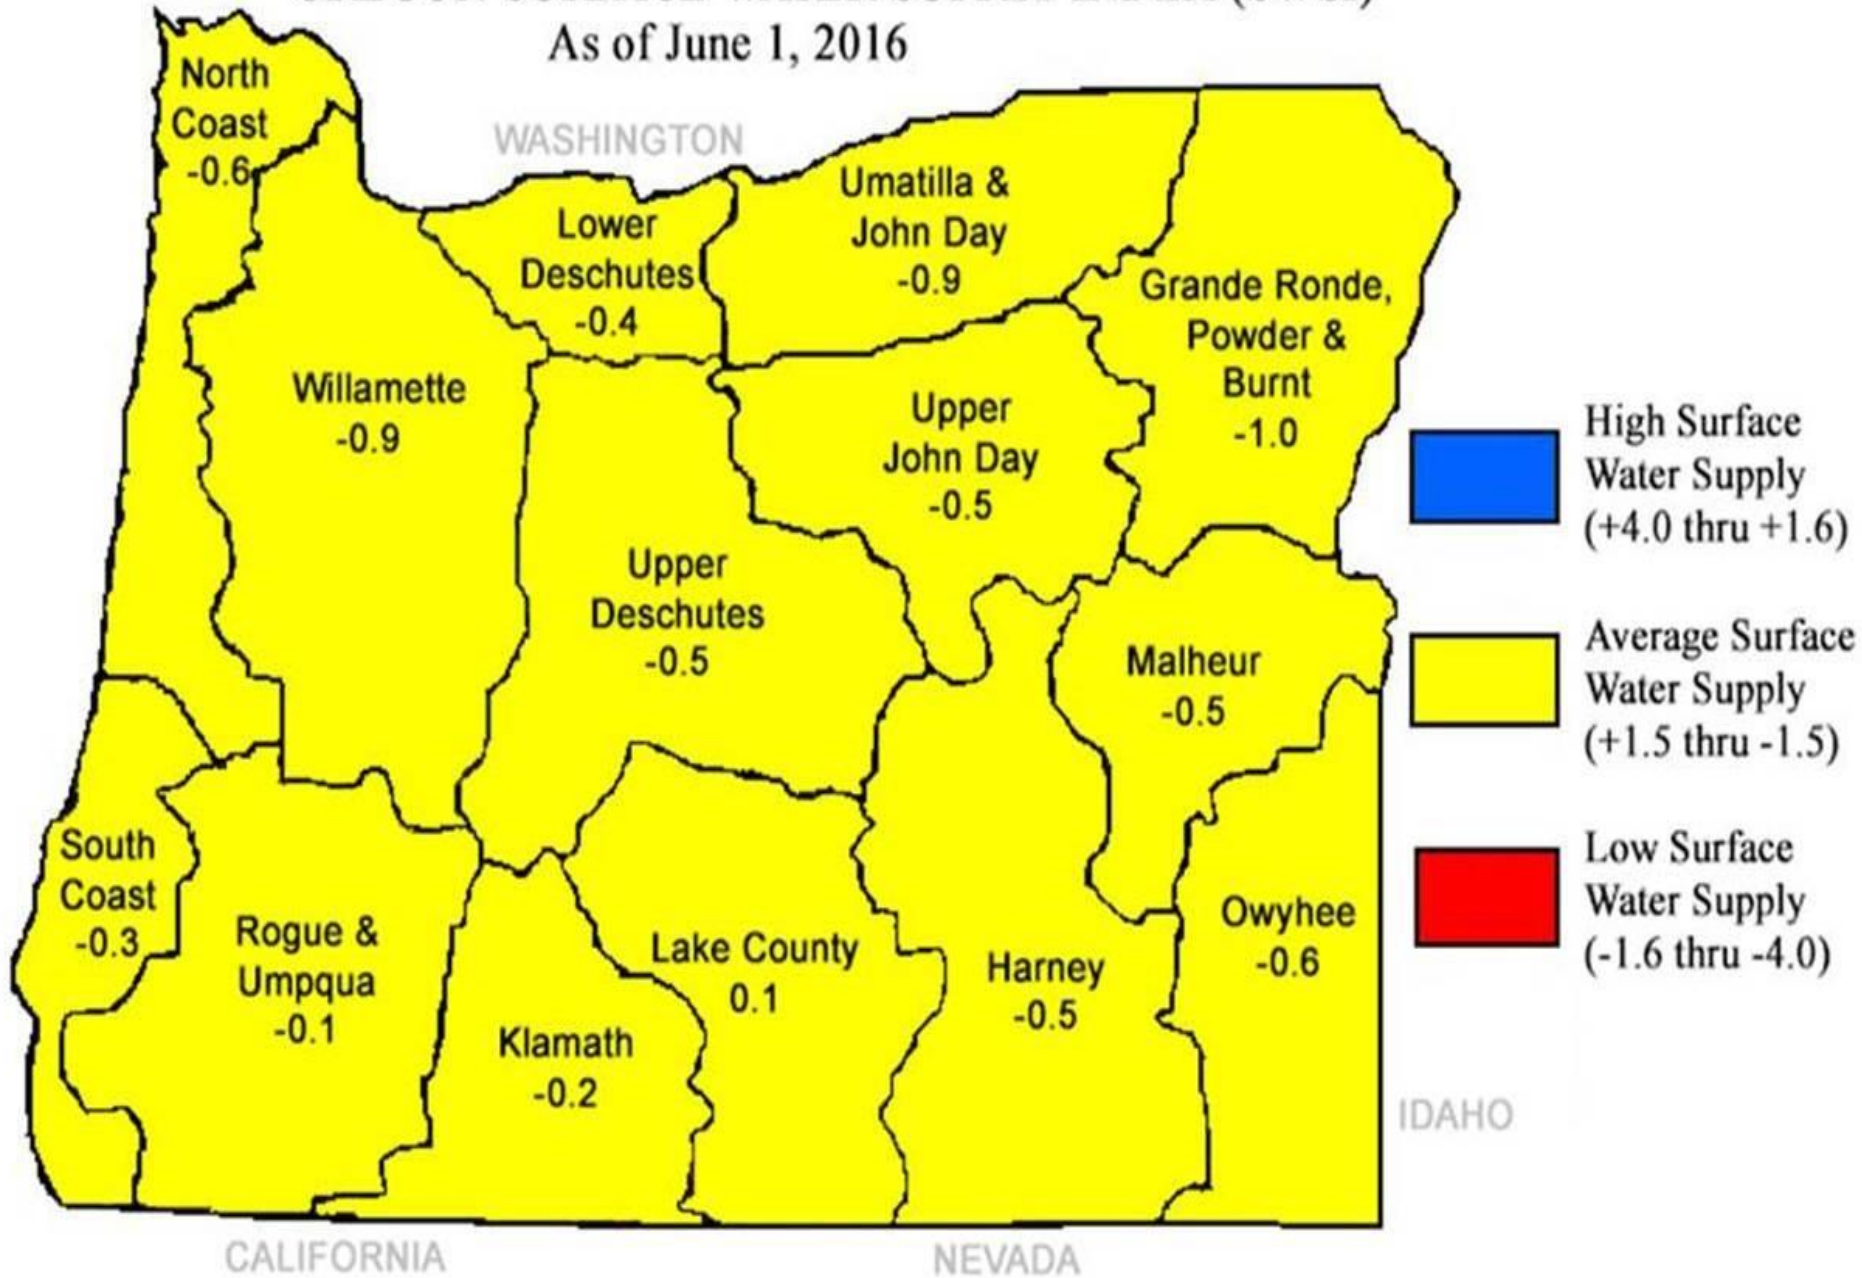 As of June 1, 2016
North
Coast
-0.6
WASHINGTON
Lower
Deschutes
-0.4
Umatilla &
John Day
-0.9
Grande Ronde,
Powder &
Burnt
-1.0
Willamette
-0.9
Upper
John Day
-0.5
Upper
Deschutes
-0.5
Malheur
-0.5
South
Coast
-0.3
Rogue &
Umpqua
-0.1
Klamath
-0.2
Lake County
0.1
Harney
-0.5
Owyhee
-0.6
High Surface
Water Supply
(+4.0 thru +1.6)
Average Surface
Water Supply
(+1.5 thru -1.5)
Low Surface
Water Supply
(-1.6 thru -4.0)
IDAHO
CALIFORNIA
NEVADA